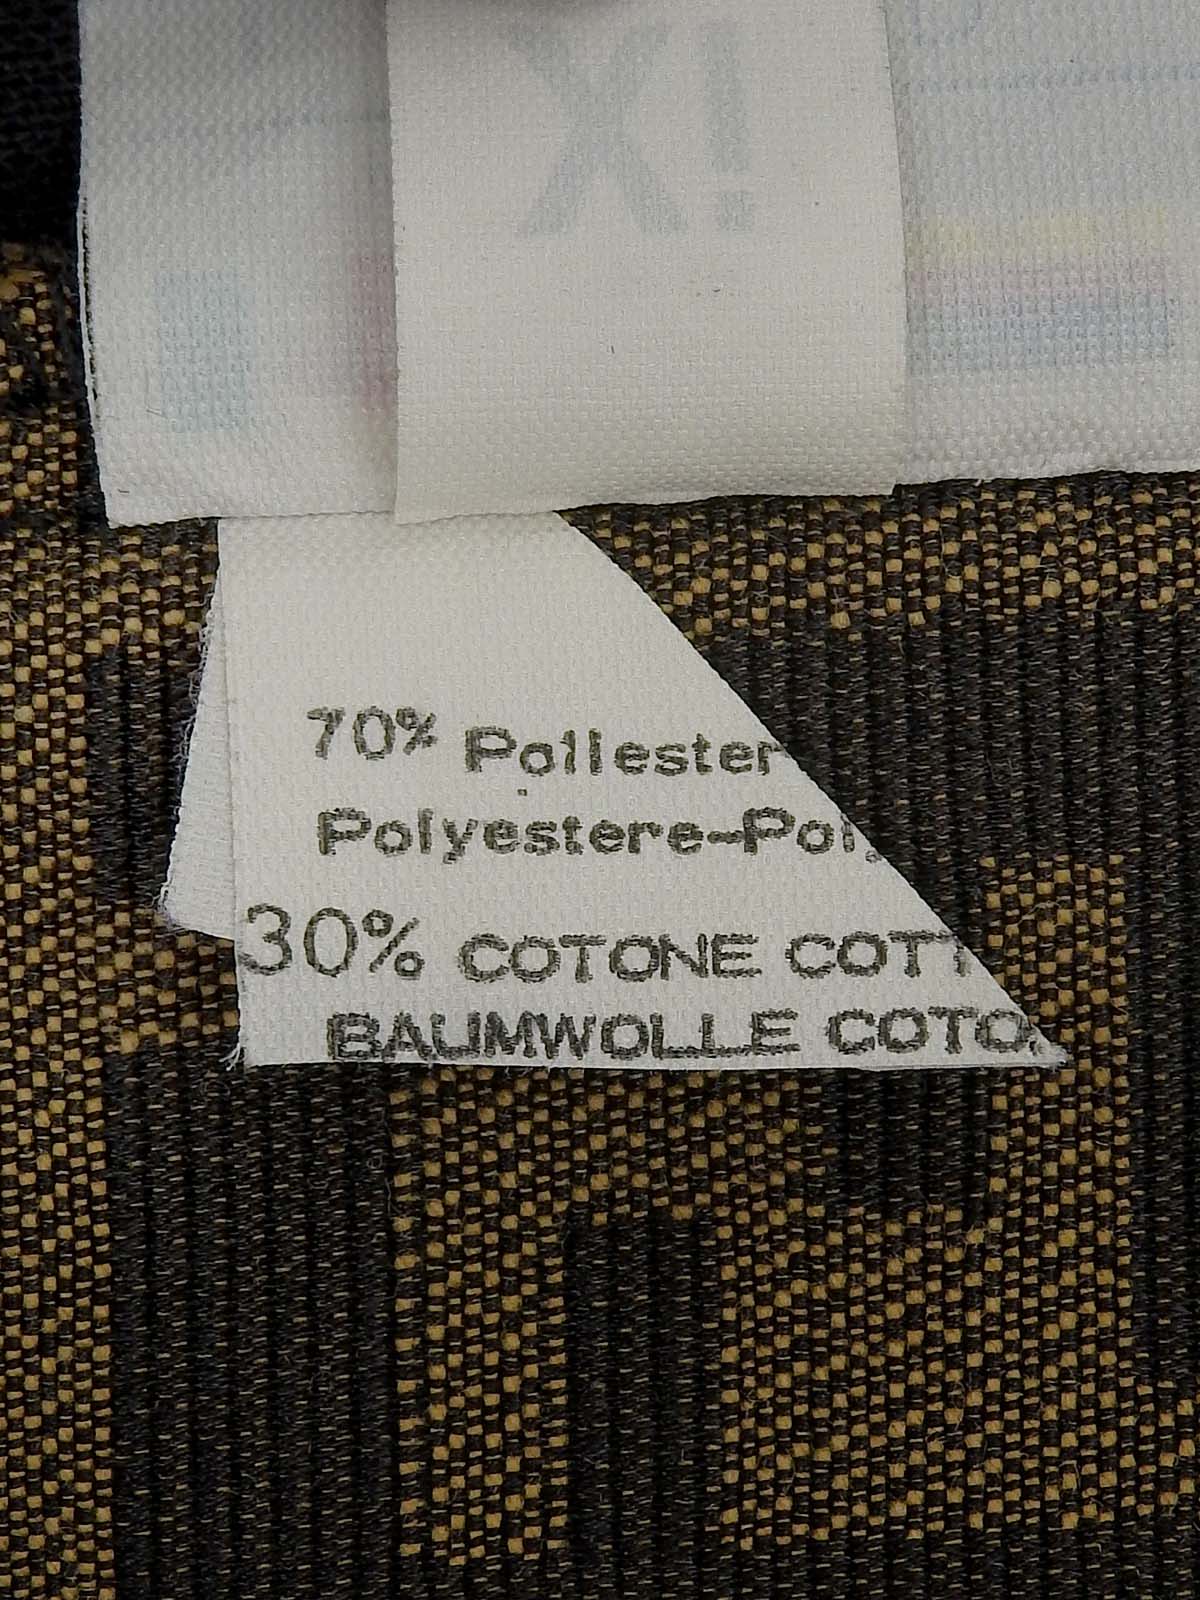 X!
70% Poliester
Polyestere-Pol
30% COTONE COTT
BAUMWOLLE COTO